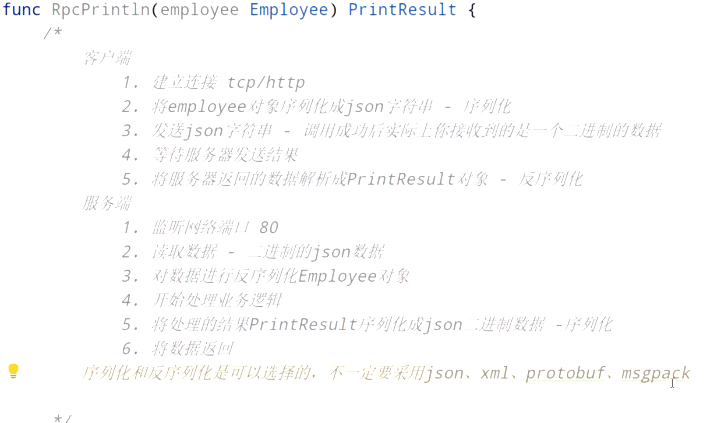 func RpcPrintln(employee Employee) PrintResult {
/*
客户端
1. 建立连接 tcp/http
2. 将employee对象序列化成json字符串 - 序列化
3. 发送json字符串 - 调用成功后实际上你接收到的是一个二进制的数据
4. 等待服务器发送结果
5. 将服务器返回的数据解析成PrintResult对象 - 反序列化
服务端
1. 监听网络端口 80
2. 读取数据 - 二进制的json数据
3. 对数据进行反序列化Employee对象
4. 开始处理业务逻辑
5. 将处理的结果PrintResult序列化成json二进制数据 -序列化
6. 将数据返回
序列化和反序列化是可以选择的，不一定要采用json、xml、protobuf、msgpack
*/